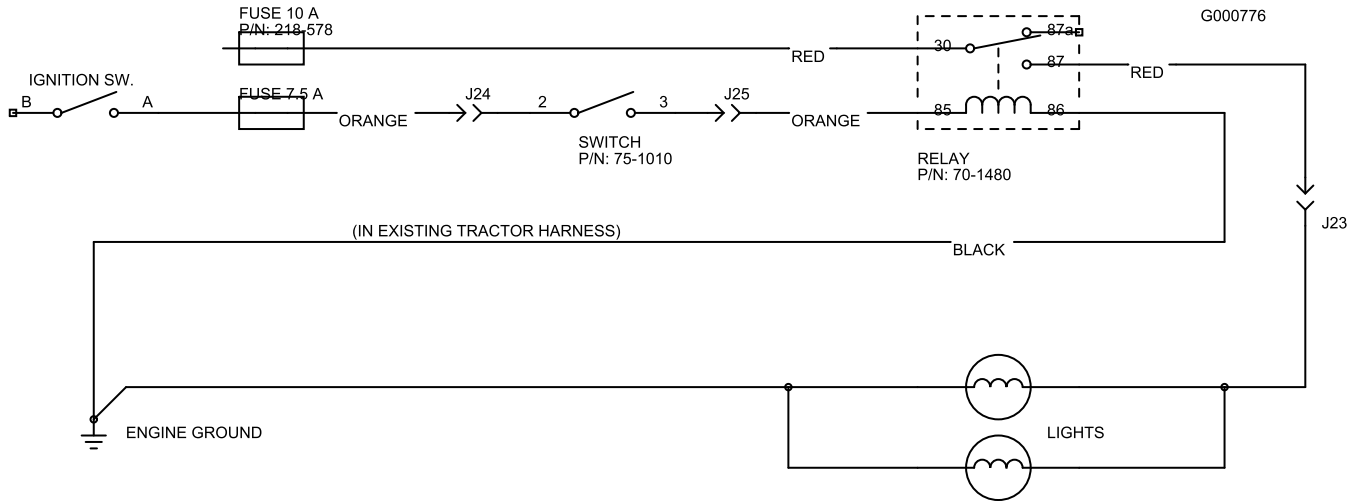 FUSE 10 A
P/N: 218-578
G000776
30
87a
RED
87
RED
IGNITION SW.
B
A
FUSE 7.5 A
ORANGE
J24
2
3
J25
ORANGE
85
86
SWITCH
P/N: 75-1010
RELAY
P/N: 70-1480
J23
(IN EXISTING TRACTOR HARNESS)
BLACK
ENGINE GROUND
LIGHTS